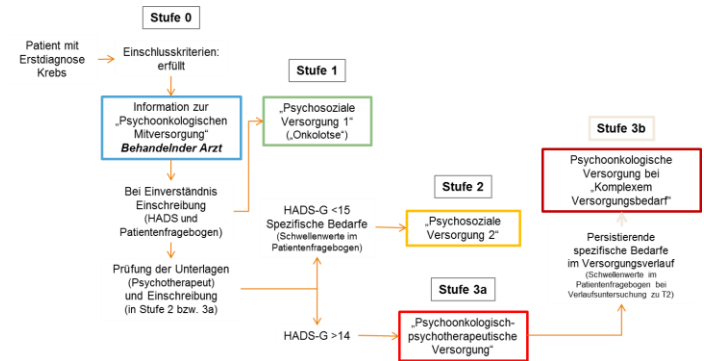 Stufe 0
Patient mit
Erstdiagnose
Krebs
Einschlusskriterien:
erfüllt
Information zur
„Psychoonkologischen
Mitversorgung"
Behandelnder Arzt
Bei Einverständnis
Einschreibung
(HADS und
Patientenfragebogen)
Prüfung der Unterlagen
(Psychotherapeut)
und Einschreibung
(in Stufe 2 bzw. 3a)
Stufe 1
„Psychosoziale
Versorgung 1"
(„Onkolotse")
HADS-G <15
Spezifische Bedarfe
(Schwellenwerte im
Patientenfragebogen)
Stufe 2
„Psychosoziale
Versorgung 2"
HADS-G >14
Stufe 3a
„Psychoonkologisch-
psychotherapeutische
Versorgung"
Stufe 3b
Psychoonkologische
Versorgung bei
„Komplexem
Versorgungsbedarf"
Persistierende
spezifische Bedarfe
im Versorgungsverlauf
(Schwellenwerte im
Patientenfragebogen bei
Verlaufsuntersuchung zu T2)